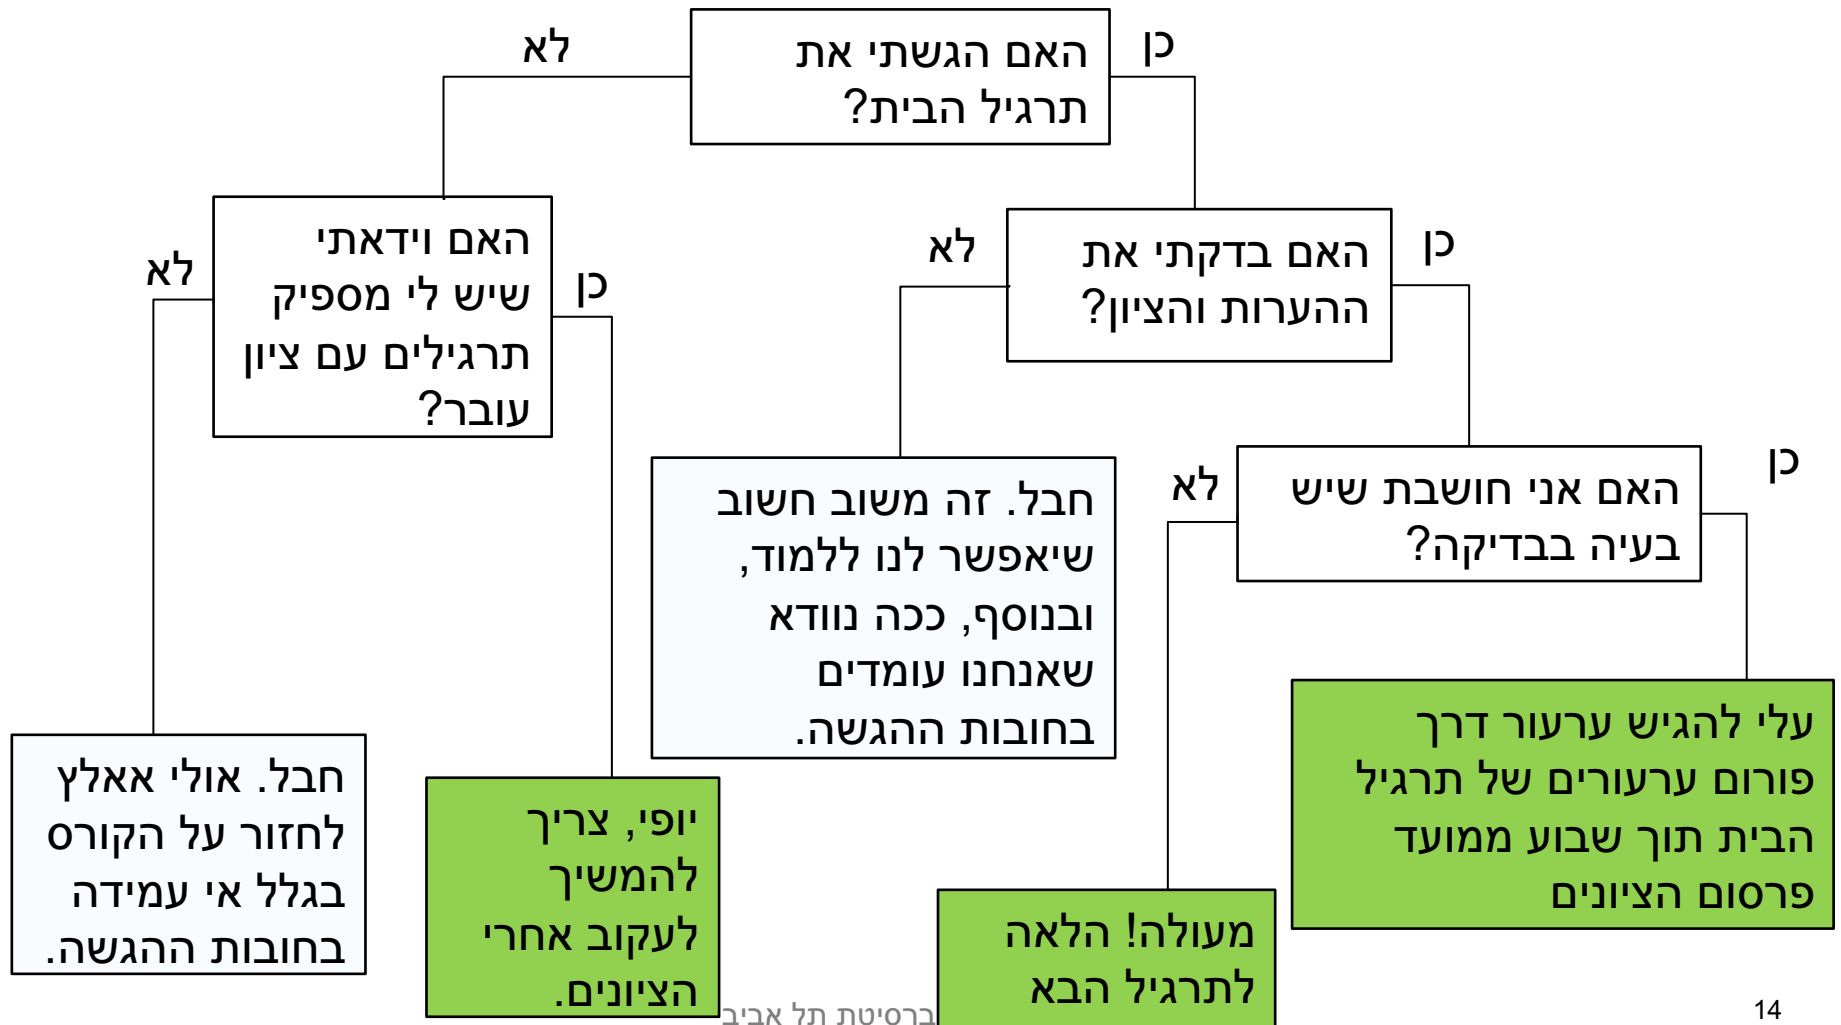 האם הגשתי את
תרגיל הבית?
כן
לא
האם בדקתי את
ההערות והציון?
כן
לא
האם וידאתי
שיש לי מספיק
תרגילים עם ציון
עובר?
כן
לא
האם אני חושבת שיש
בעיה בבדיקה?
כן
לא
חבל. זה משוב חשוב
שיאפשר לנו ללמוד,
ובנוסף, ככה נוודא
שאנחנו עומדים
בחובות ההגשה.
עלי להגיש ערעור דרך
פורום ערעורים של תרגיל
הבית תוך שבוע ממועד
פרסום הציונים
מעולה! הלאה
לתרגיל הבא
יופי, צריך
להמשיך
לעקוב אחרי
הציונים.
חבל. אולי אאלץ
לחזור על הקורס
בגלל אי עמידה
בחובות ההגשה.
ברסיטת תל אביב
14